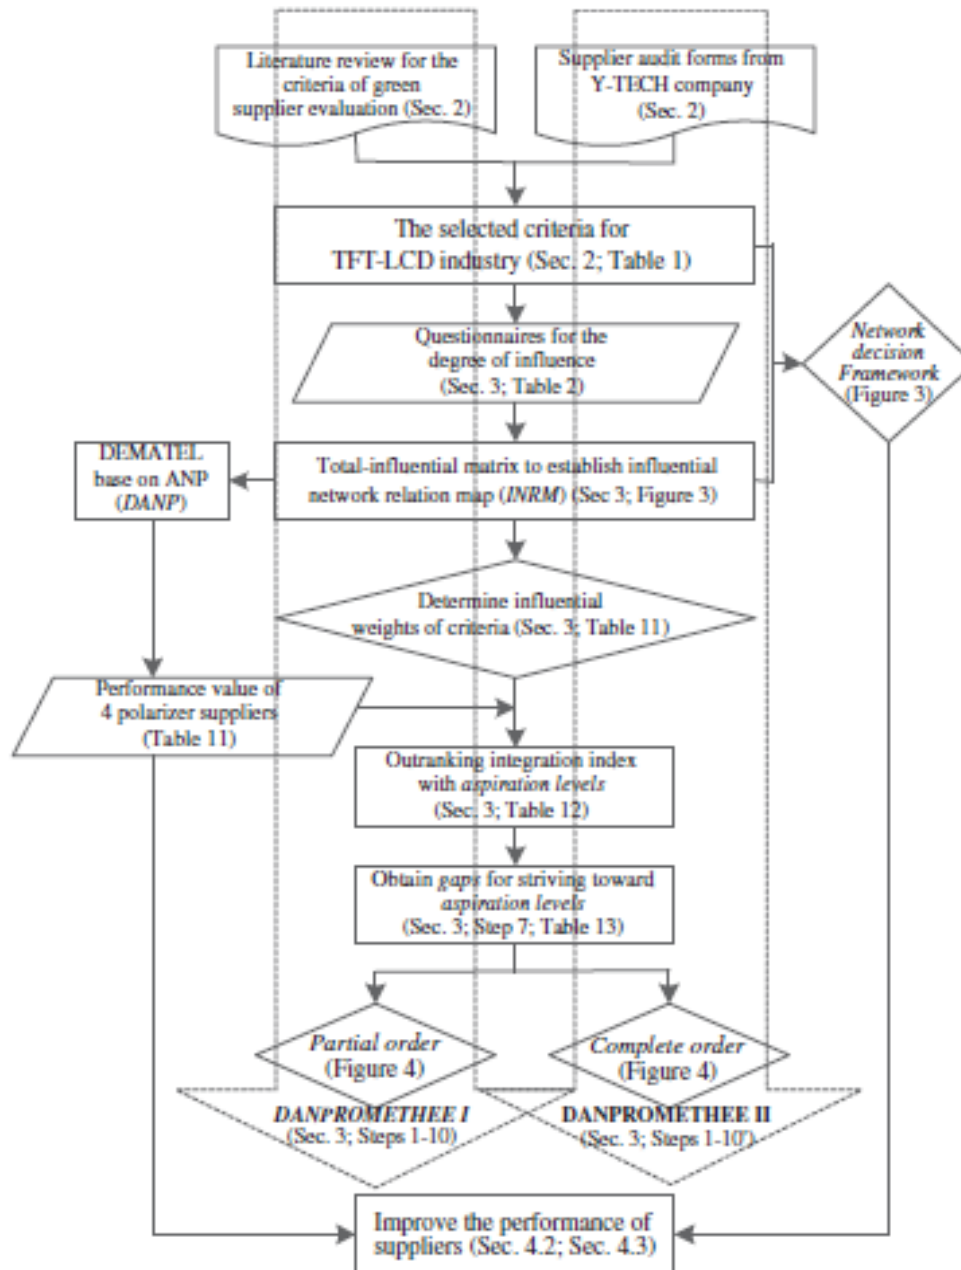 Literature review for the
criteria of green
supplier evaluation (Sec. 2)
Supplier audit forms from
Y-TECH company
(Sec. 2)
The selected criteria for
TFT-LCD industry (Sec. 2; Table 1)
Questionnaires for the
degree of influence
(Sec. 3; Table 2)
Network
decision
Framework
(Figure 3)
DEMATEL
base on ANP
(DANP)
Total-influential matrix to establish influential
network relation map (INRM) (Sec 3; Figure 3)
Determine influential
weights of criteria (Sec. 3; Table 11)
Performance value of
4 polarizer suppliers
(Table 11)
Outranking integration index
with aspiration levels
(Sec. 3; Table 12)
Obtain gaps for striving toward
aspiration levels
(Sec. 3; Step 7; Table 13)
Partial order
(Figure 4)
Complete order
(Figure 4)
DANPROMETHEE I
(Sec. 3; Steps 1-10)
DANPROMETHEE II
(Sec. 3; Steps 1-10')
Improve the performance of
suppliers (Sec. 4.2; Sec. 4.3)